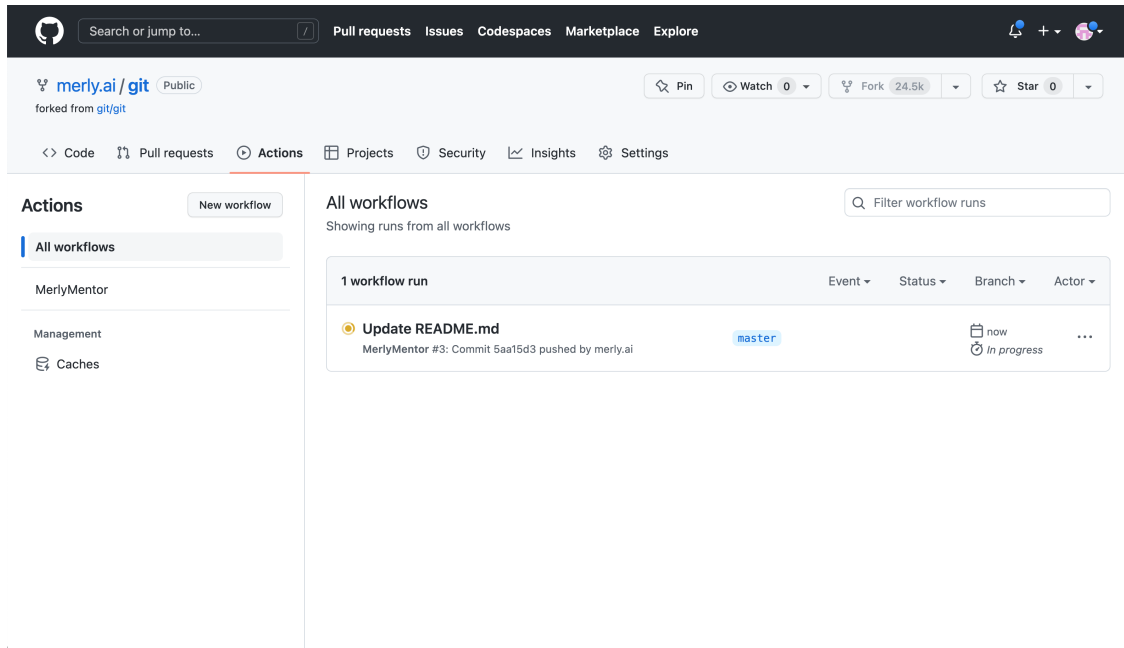 Search or jump to... / Pull requests Issues Codespaces Marketplace Explore
merly.ai / git Public
Pin Watch 0 Fork 24.5k Star 0
forked from git/git
Code Pull requests Actions Projects Security Insights Settings
Actions New workflow
All workflows
MerlyMentor
Management
Caches
All workflows
Showing runs from all workflows
Filter workflow runs
1 workflow run Event Status Branch Actor
Update README.md
MerlyMentor #3: Commit 5aa15d3 pushed by merly.ai
master
now
In progress